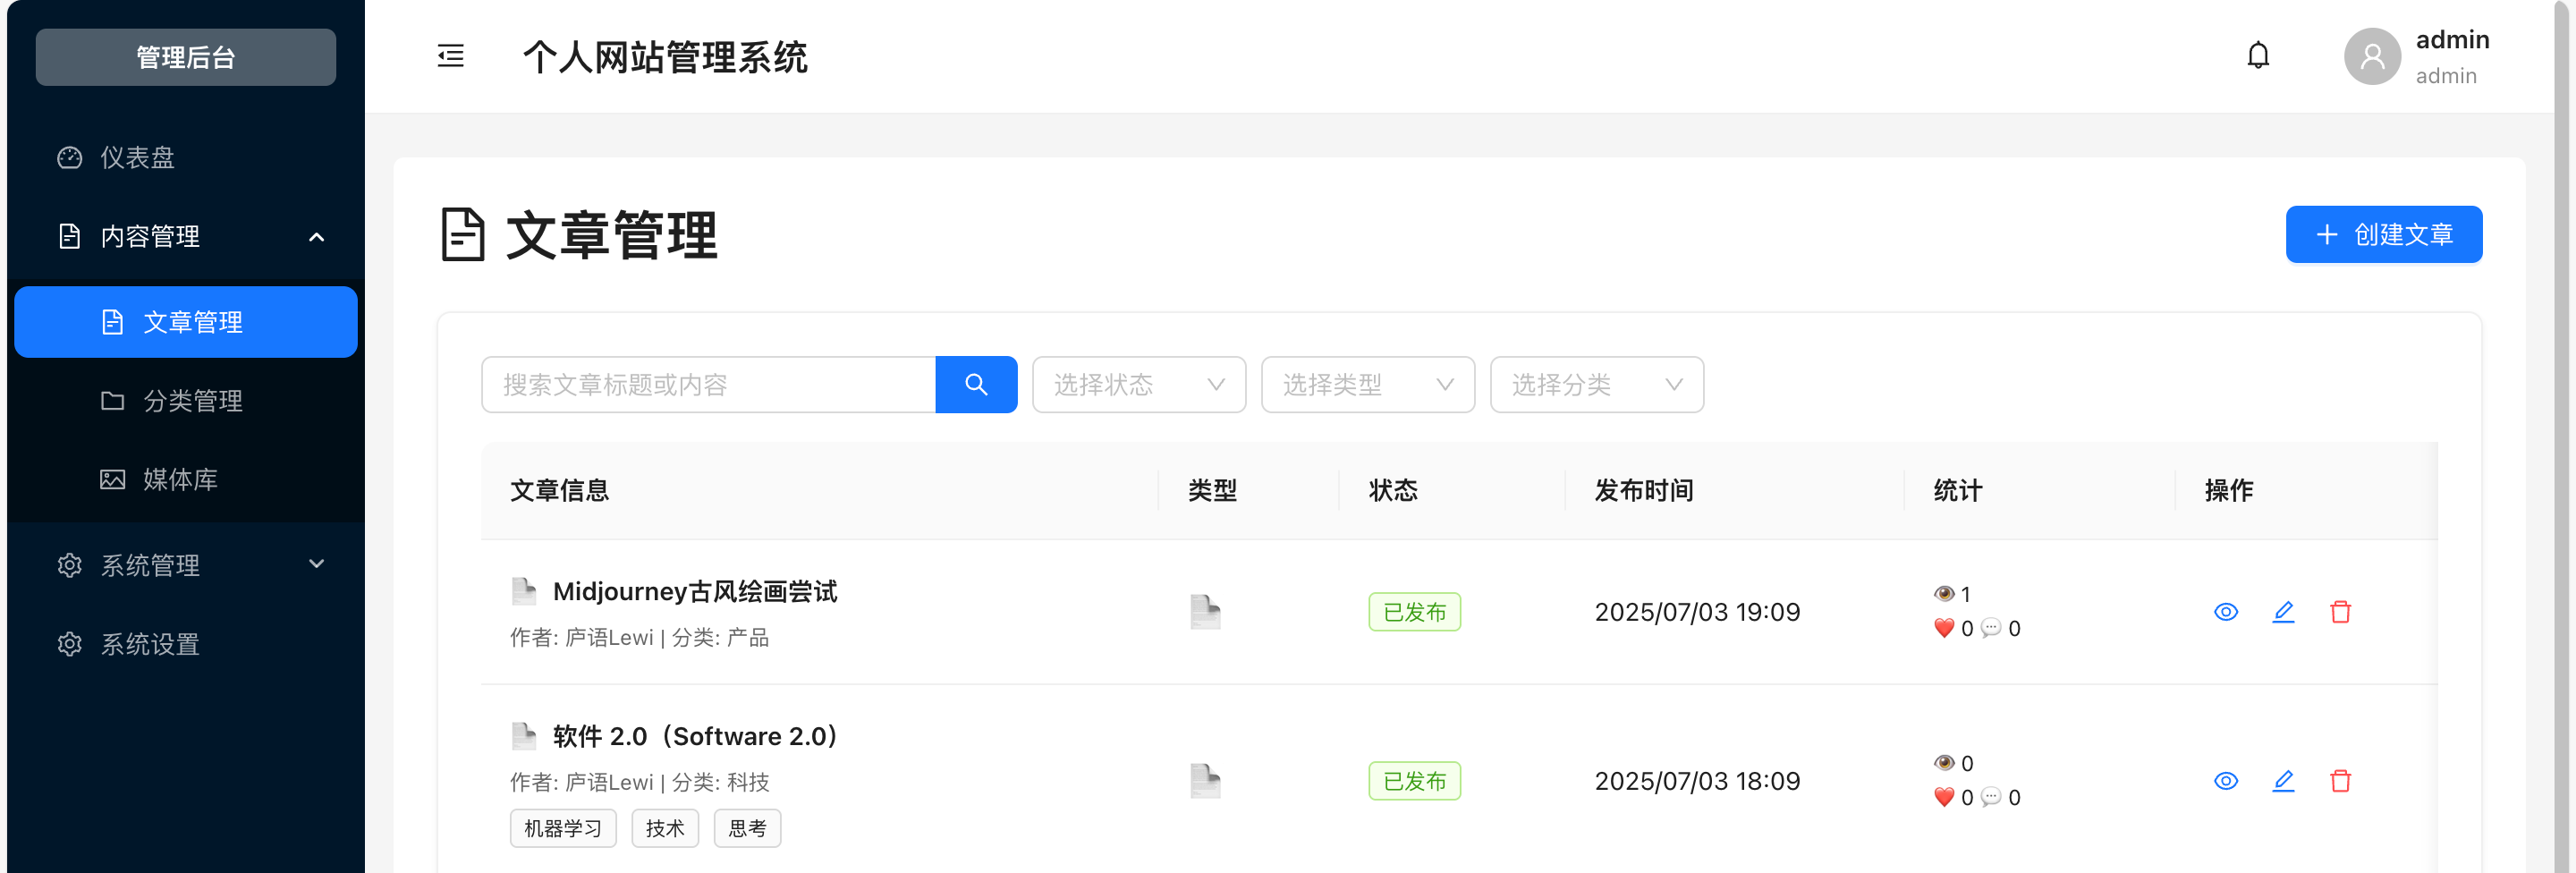 管理后台
个人网站管理系统
admin
admin
仪表盘
内容管理
文章管理
分类管理
媒体库
系统管理
系统设置
文章管理
创建文章
搜索文章标题或内容
选择状态
选择类型
选择分类
文章信息 类型 状态 发布时间 统计 操作
Midjourney古风绘画尝试
作者: 庐语Lewi | 分类: 产品
已发布
2025/07/03 19:09
1
0 0
软件 2.0（Software 2.0）
作者: 庐语Lewi | 分类: 科技
机器学习 技术 思考
已发布
2025/07/03 18:09
0
0 0